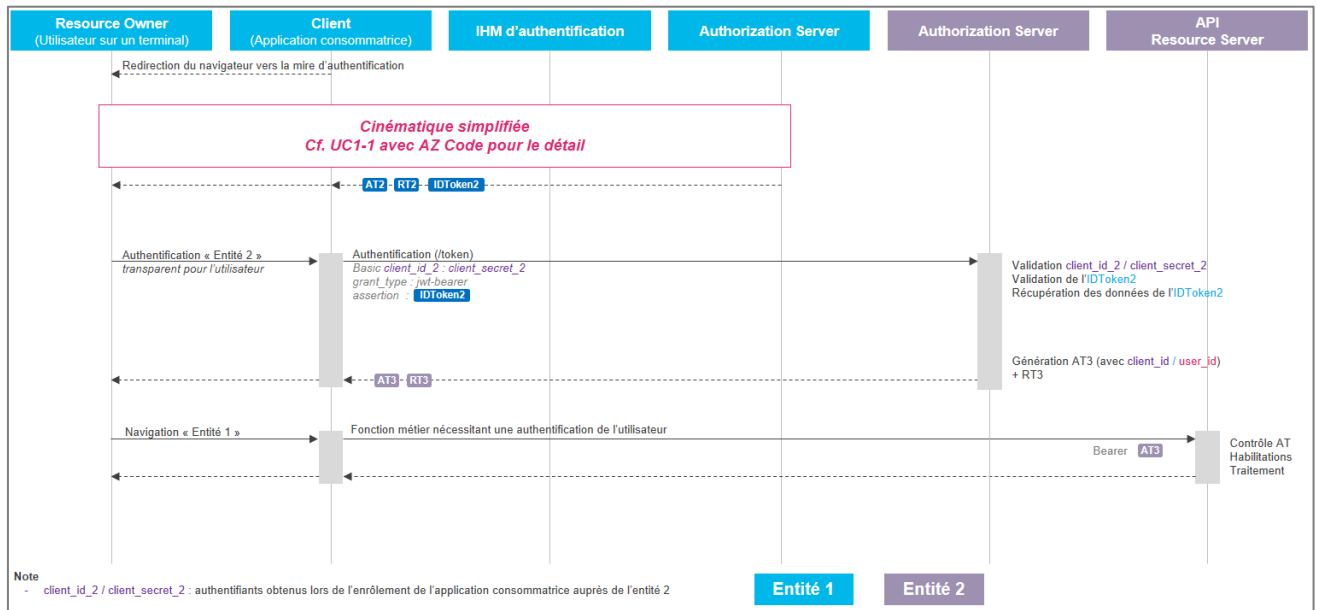 Resource Owner
(Utilisateur sur un terminal)
Client
(Application consommatrice)
IHM d'authentification
Authorization Server
Authorization Server
API
Resource Server
Redirection du navigateur vers la mire d'authentification
Cinématique simplifiée
Cf. UC1-1 avec AZ Code pour le détail
AT2 RT2 IDToken2
Authentification « Entité 2 »
transparent pour l'utilisateur
Authentification (/token)
Basic client_id_2 : client_secret_2
grant_type : jwt-bearer
assertion : IDToken2
Validation client_id_2 / client_secret_2
Validation de l'IDToken2
Récupération des données de l'IDToken2
Génération AT3 (avec client_id / user_id)
+ RT3
AT3 RT3
Navigation « Entité 1 »
Fonction métier nécessitant une authentification de l'utilisateur
Bearer AT3
Contrôle AT
Habilitations
Traitement
Note
- client_id_2 / client_secret_2 : authentifiants obtenus lors de l'enrôlement de l'application consommatrice auprès de l'entité 2
Entité 1
Entité 2